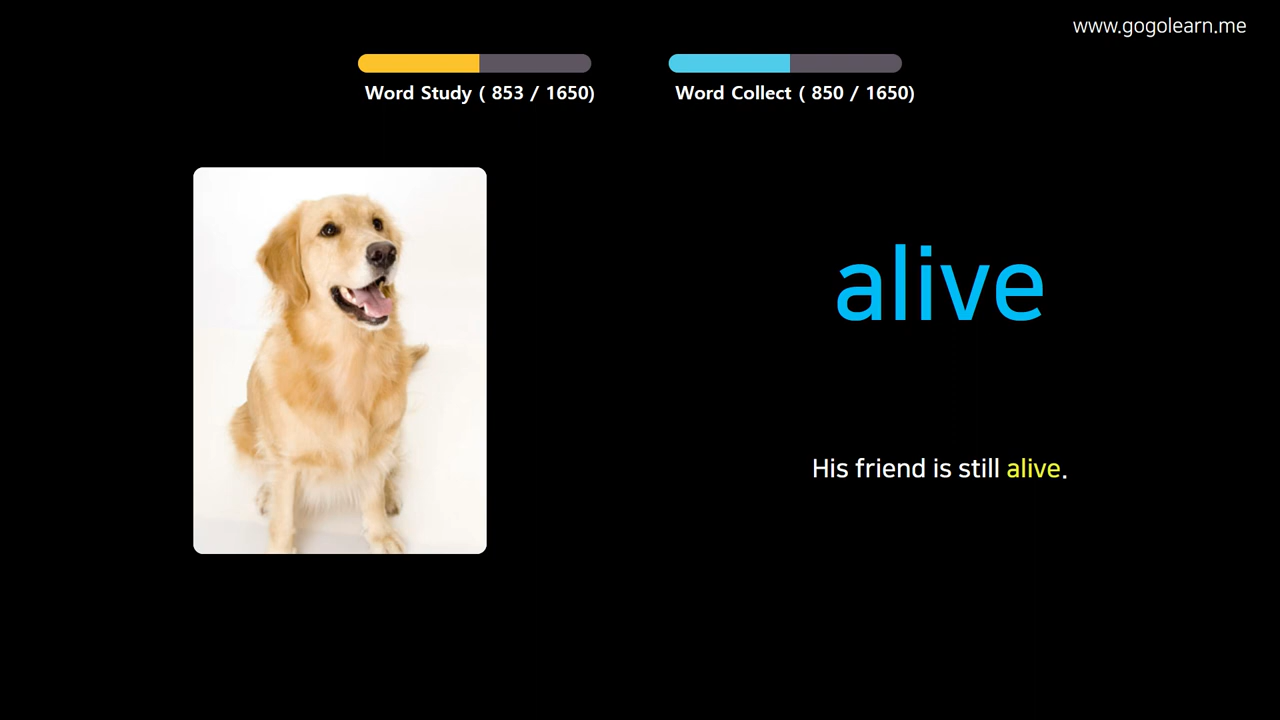 www.gogolearn.me
Word Study ( 853 / 1650)
Word Collect ( 850 / 1650)
alive
His friend is still alive.